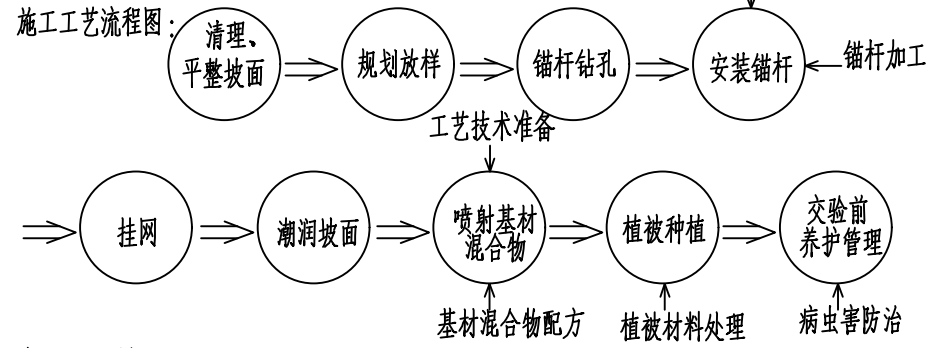 施工工艺流程图：
清理、
平整坡面
规划放样
锚杆钻孔
安装锚杆
锚杆加工
工艺技术准备
挂网
潮润坡面
喷射基材
混合物
植被种植
交验前
养护管理
基材混合物配方
植被材料处理
病虫害防治